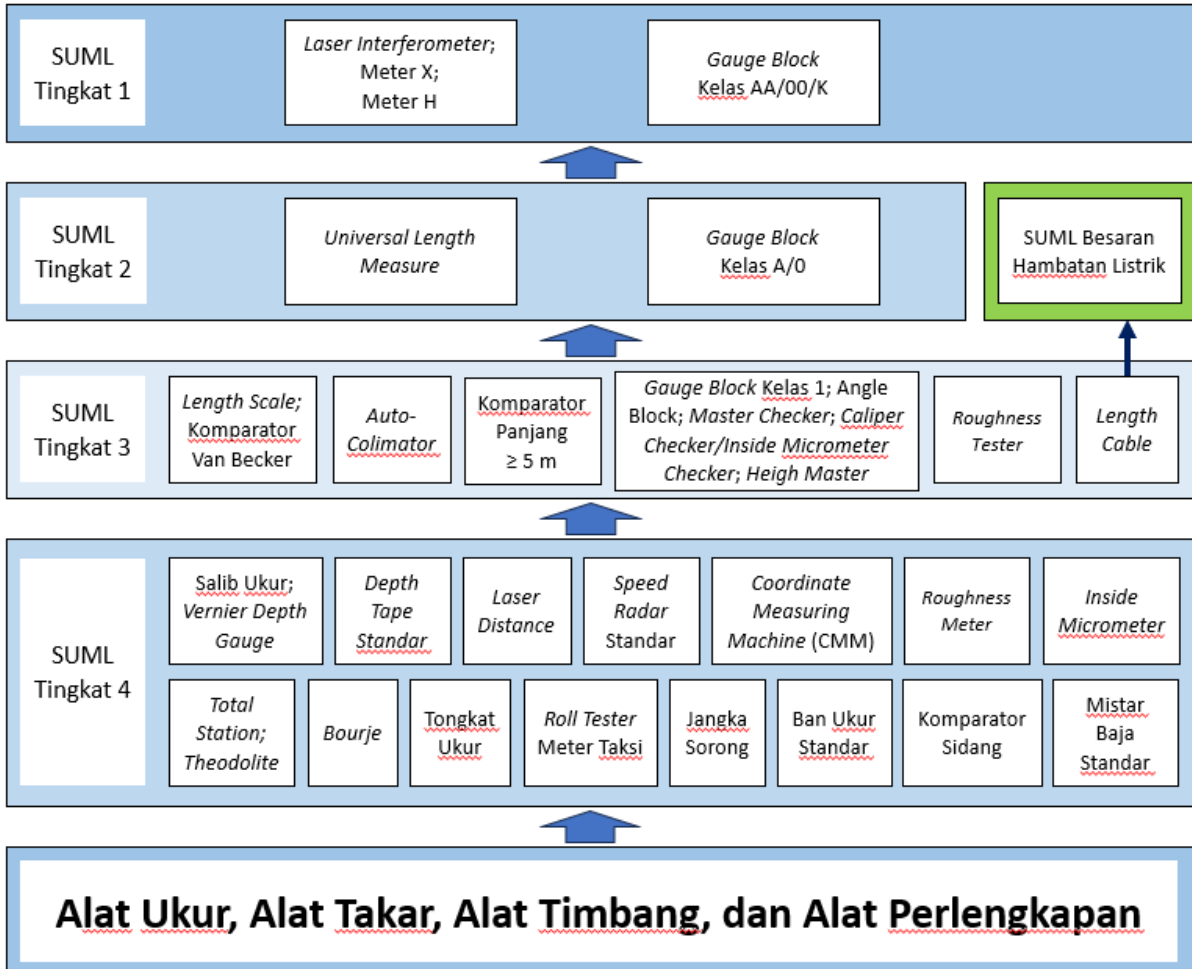 SUML
Tingkat 1
Laser Interferometer;
Meter X;
Meter H
Gauge Block
Kelas AA/00/K
SUML
Tingkat 2
Universal Length
Measure
Gauge Block
Kelas A/0
SUML Besaran
Hambatan Listrik
SUML
Tingkat 3
Length Scale;
Komparator
Van Becker
Auto-
Colimator
Komparator
Panjang
≥ 5 m
Gauge Block Kelas 1; Angle
Block; Master Checker; Caliper
Checker/Inside Micrometer
Checker; Heigh Master
Roughness
Tester
Length
Cable
SUML
Tingkat 4
Salib Ukur;
Vernier Depth
Gauge
Depth
Tape
Standar
Laser
Distance
Speed
Radar
Standar
Coordinate
Measuring
Machine (CMM)
Roughness
Meter
Inside
Micrometer
Total
Station;
Theodolite
Bourje
Tongkat
Ukur
Roll Tester
Meter Taksi
Jangka
Sorong
Ban Ukur
Standar
Komparator
Sidang
Mistar
Baja
Standar
Alat Ukur, Alat Takar, Alat Timbang, dan Alat Perlengkapan